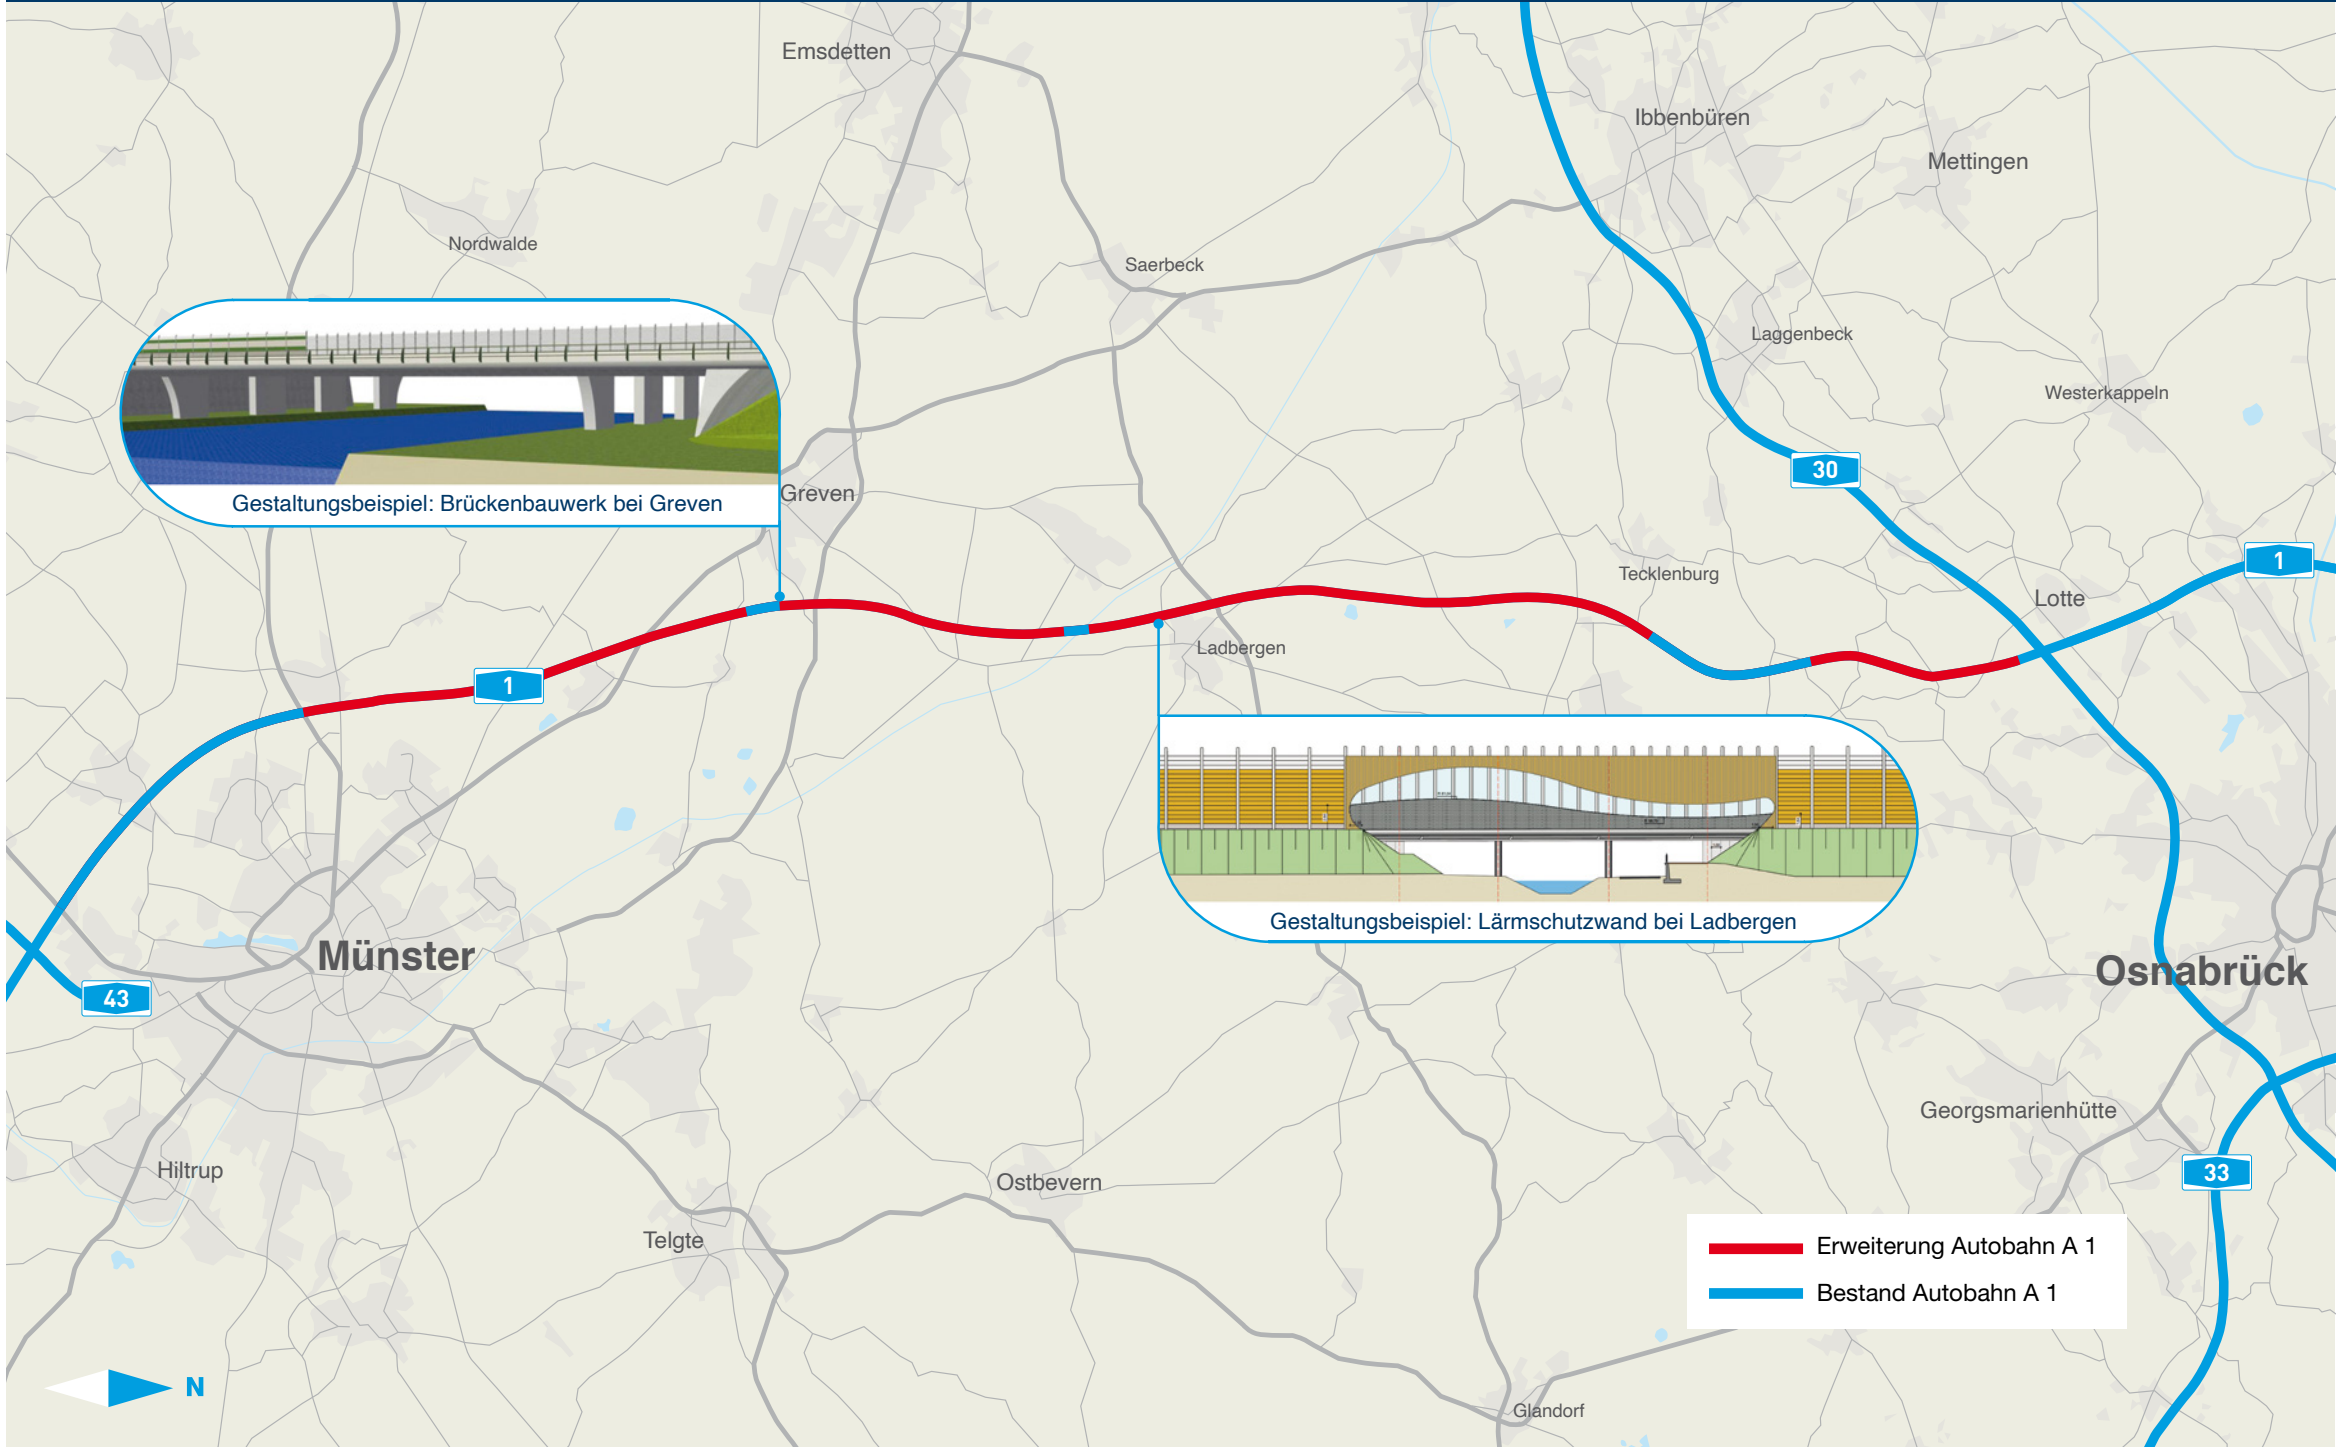 Emsdetten
Ibbenbüren
Mettingen
Nordwalde
Saerbeck
Laggenbeck
Westerkappeln
30
Greven
Gestaltungsbeispiel: Brückenbauwerk bei Greven
1
Tecklenburg
Lotte
Ladbergen
1
Gestaltungsbeispiel: Lärmschutzwand bei Ladbergen
Münster
Osnabrück
43
Georgsmarienhütte
Hiltrup
33
Ostbevern
Telgte
Erweiterung Autobahn A 1
Bestand Autobahn A 1
N
Glandorf